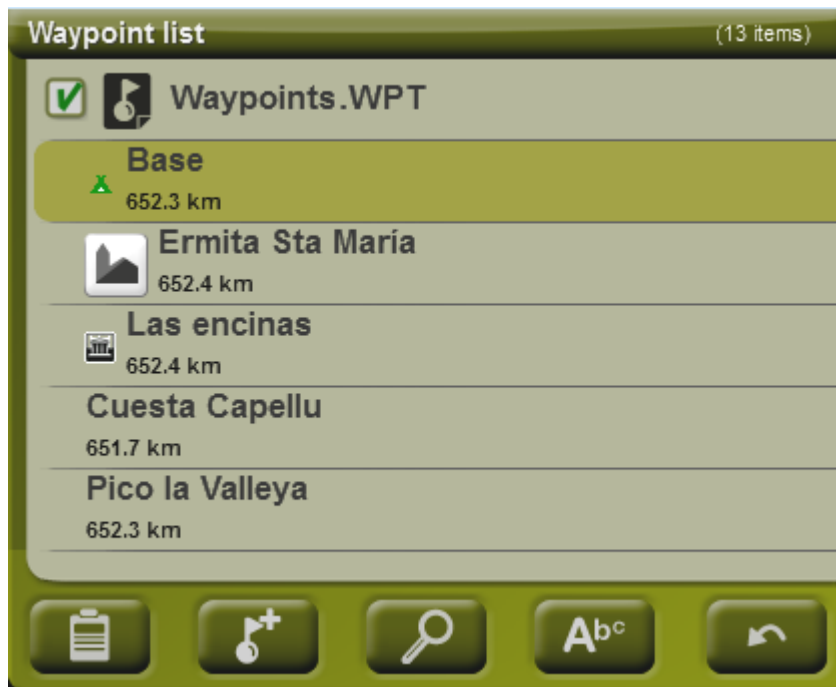 Waypoint list (13 items)
Waypoints.WPT
Base
652.3 km
Ermita Sta María
652.4 km
Las encinas
652.4 km
Cuesta Capellu
651.7 km
Pico la Valleya
652.3 km
Abc